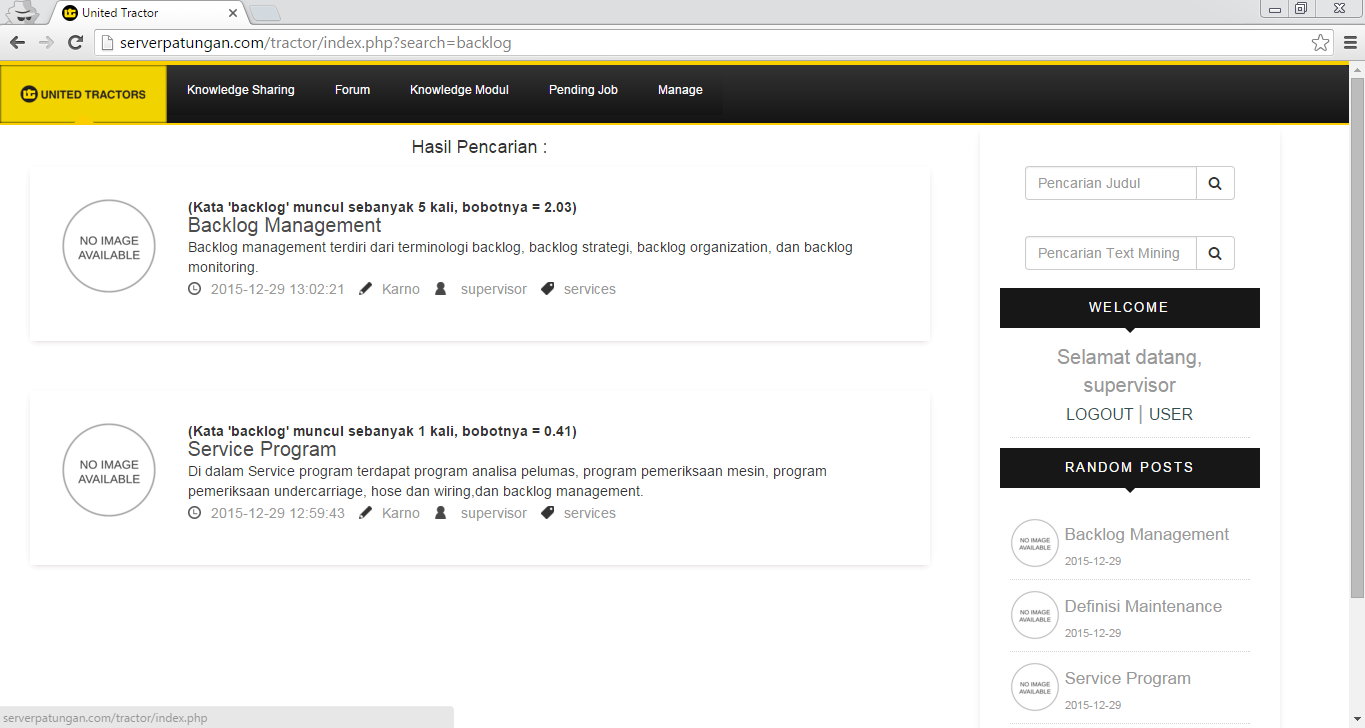 United Tractor
serverpatungan.com/tractor/index.php?search=backlog
UNITED TRACTORS
Knowledge Sharing
Forum
Knowledge Modul
Pending Job
Manage
Hasil Pencarian :
NO IMAGE
AVAILABLE
(Kata 'backlog' muncul sebanyak 5 kali, bobotnya = 2.03)
Backlog Management
Backlog management terdiri dari terminologi backlog, backlog strategi, backlog organization, dan backlog
monitoring.
2015-12-29 13:02:21 Karno supervisor services
NO IMAGE
AVAILABLE
(Kata 'backlog' muncul sebanyak 1 kali, bobotnya = 0.41)
Service Program
Di dalam Service program terdapat program analisa pelumas, program pemeriksaan mesin, program
pemeriksaan undercarriage, hose dan wiring,dan backlog management.
2015-12-29 12:59:43 Karno supervisor services
Pencarian Judul
Pencarian Text Mining
WELCOME
Selamat datang,
supervisor
LOGOUT | USER
RANDOM POSTS
NO IMAGE
AVAILABLE
Backlog Management
2015-12-29
NO IMAGE
AVAILABLE
Definisi Maintenance
2015-12-29
NO IMAGE
AVAILABLE
Service Program
2015-12-29
serverpatungan.com/tractor/index.php